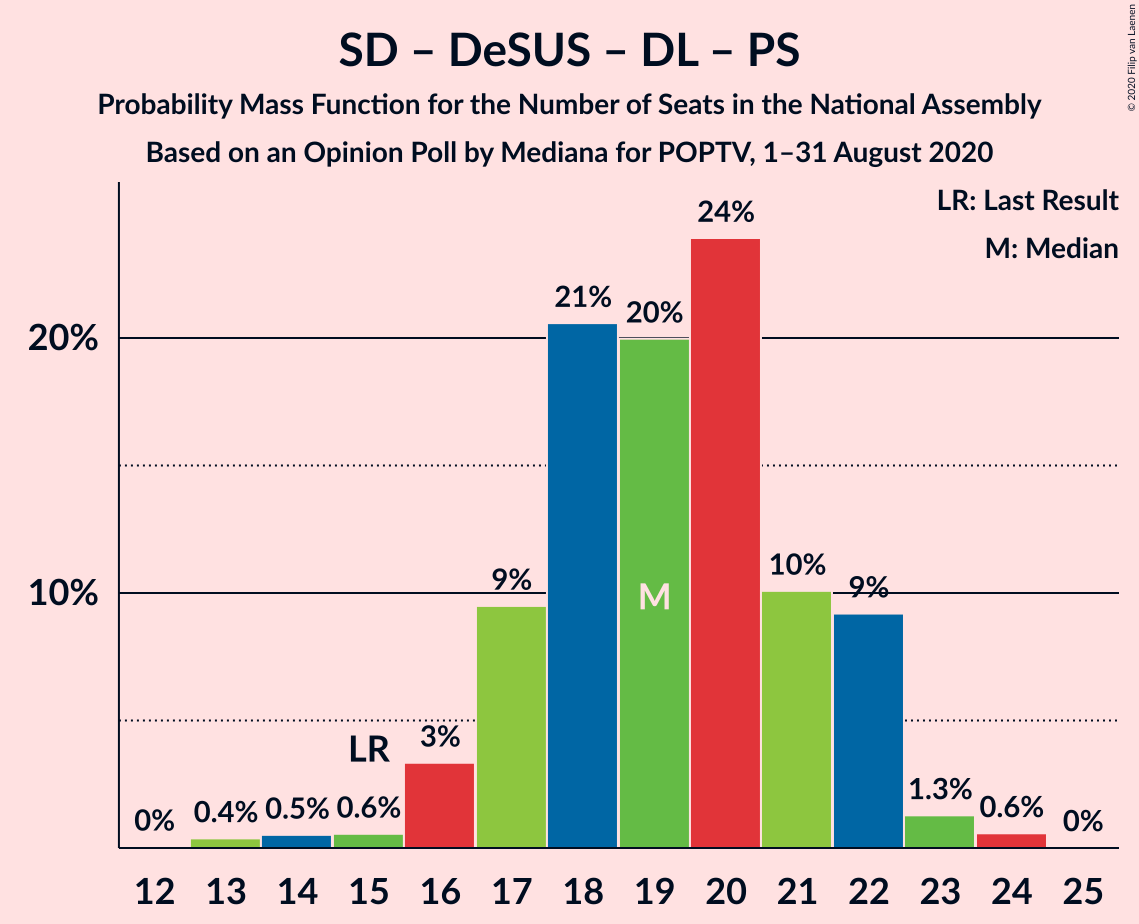 SD – DeSUS – DL – PS
Probability Mass Function for the Number of Seats in the National Assembly
Based on an Opinion Poll by Mediana for POPTV, 1–31 August 2020
© 2020 Filip van Laenen
LR: Last Result
M: Median
24%
21%
20%
20%
10%
9%
9%
10%
M
LR
3%
0%
0.4%
0.5%
0.6%
1.3%
0.6%
0%
12 13 14 15 16 17 18 19 20 21 22 23 24 25